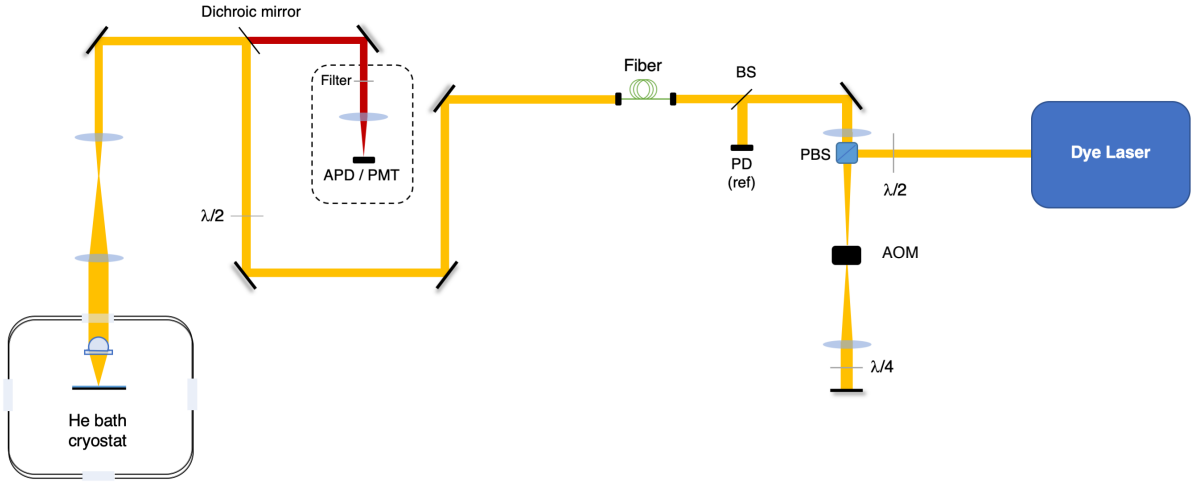 Dichroic mirror
Filter
APD / PMT
Fiber
BS
PD
(ref)
PBS
λ/2
Dye Laser
λ/2
AOM
λ/4
He bath
cryostat